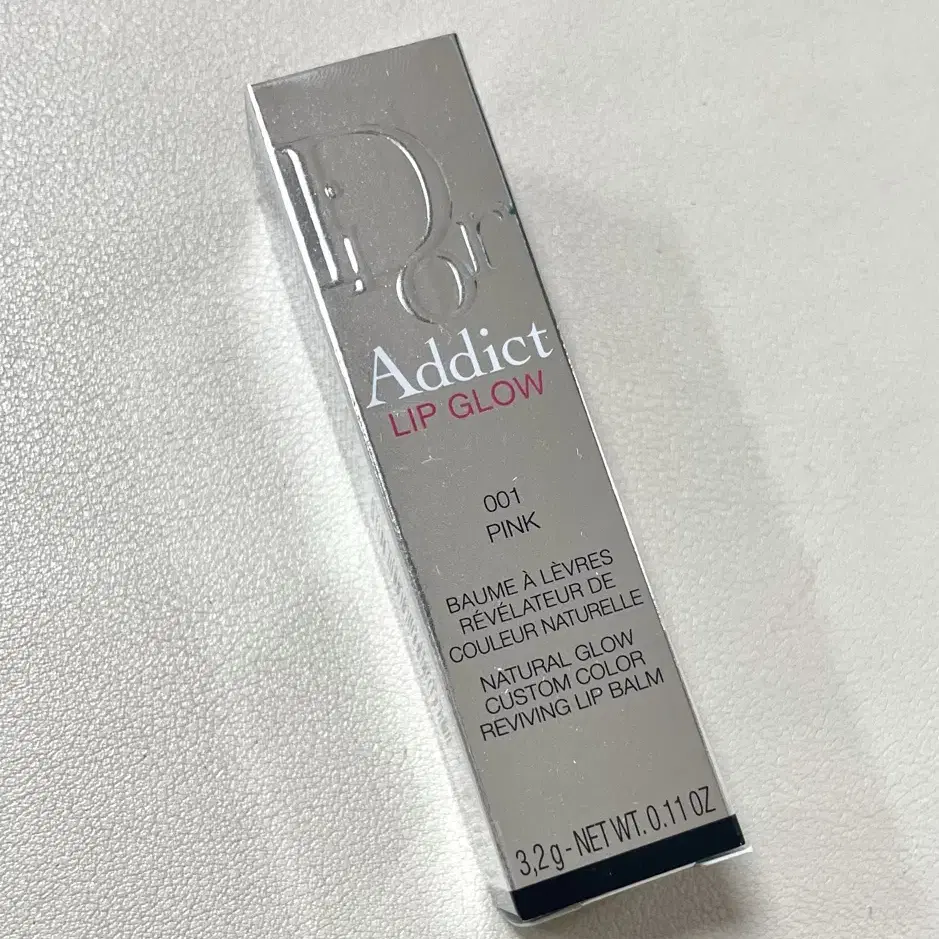 Dior
Addict
LIP GLOW
001
PINK
BAUME À LÈVRES
RÉVÉLATEUR DE
COULEUR NATURELLE
NATURAL GLOW
CUSTOM COLOR
REVIVING LIP BALM
3,2 g - NET WT. 0.11 OZ